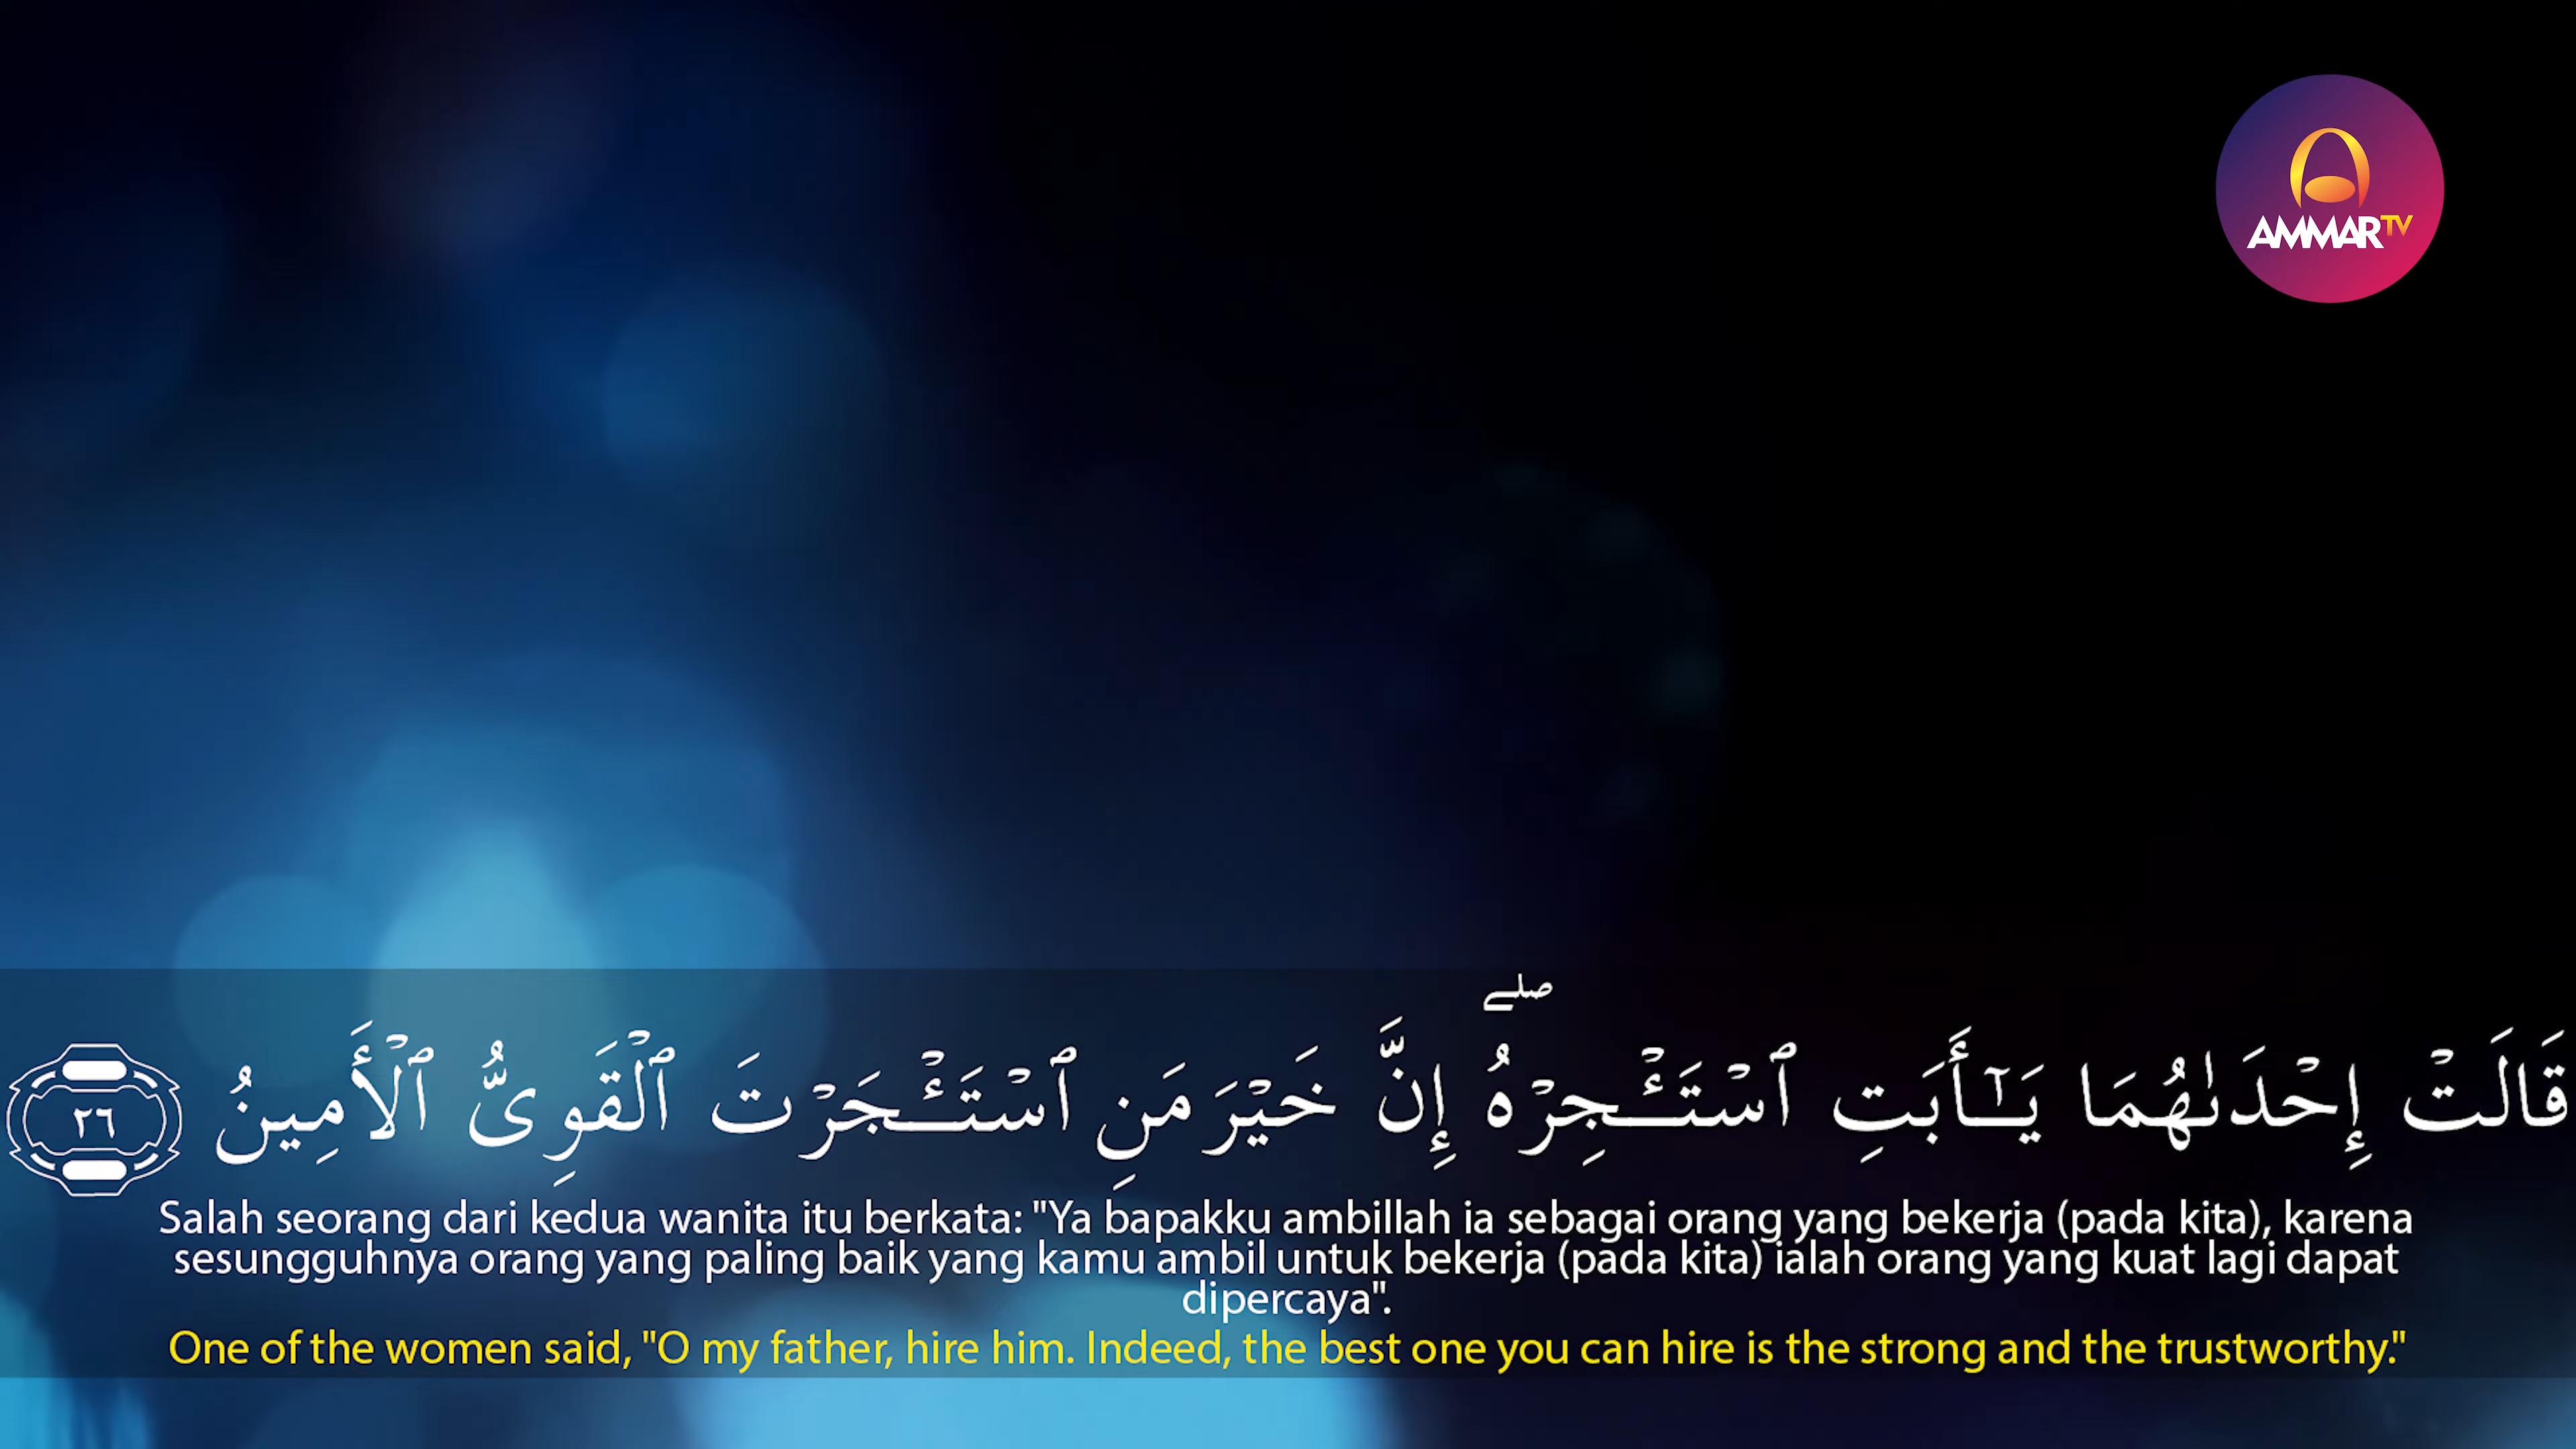 AMMARTV
صلے
قَالَتْ إِحْدَىٰهُمَا يَـٰٓأَبَتِ ٱسْتَـْٔجِرْهُ إِنَّ خَيْرَ مَنِ ٱسْتَـْٔجَرْتَ ٱلْقَوِىُّ ٱلْأَمِينُ ٢٦
Salah seorang dari kedua wanita itu berkata: "Ya bapakku ambillah ia sebagai orang yang bekerja (pada kita), karena
sesungguhnya orang yang paling baik yang kamu ambil untuk bekerja (pada kita) ialah orang yang kuat lagi dapat
dipercaya".
One of the women said, "O my father, hire him. Indeed, the best one you can hire is the strong and the trustworthy."